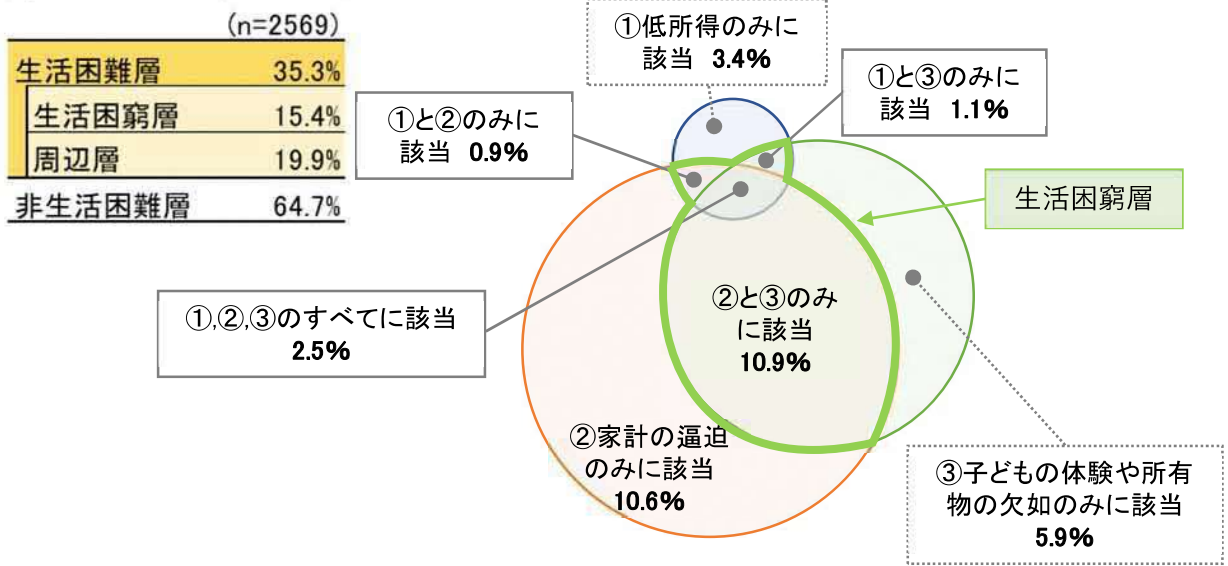 (n=2569)
生活困難層 35.3%
生活困窮層 15.4%
周辺層 19.9%
非生活困難層 64.7%
①低所得のみに
該当 3.4%
①と③のみに
該当 1.1%
①と②のみに
該当 0.9%
生活困窮層
①,②,③のすべてに該当
2.5%
②と③のみ
に該当
10.9%
②家計の逼迫
のみに該当
10.6%
③子どもの体験や所有
物の欠如のみに該当
5.9%